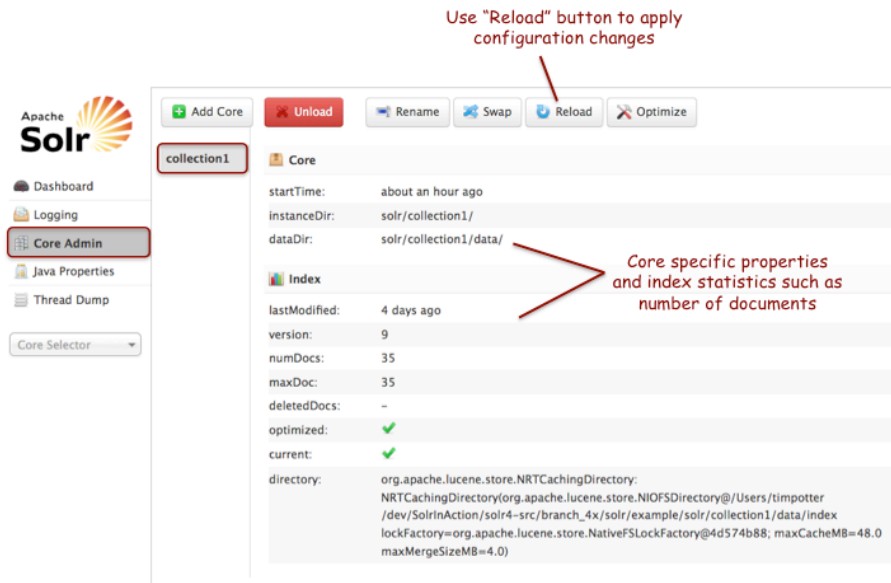 Use “Reload” button to apply
configuration changes
Apache
Solr
Dashboard
Logging
Core Admin
Java Properties
Thread Dump
Core Selector
Add Core
Unload
Rename
Swap
Reload
Optimize
collection1
Core
startTime: about an hour ago
instanceDir: solr/collection1/
dataDir: solr/collection1/data/
Index
lastModified: 4 days ago
version: 9
numDocs: 35
maxDoc: 35
deletedDocs: –
optimized:
current:
directory: org.apache.lucene.store.NRTCachingDirectory:
NRTCachingDirectory(org.apache.lucene.store.NIOFSDirectory@/Users/timpotter
/dev/SolrInAction/solr4-src/branch_4x/solr/example/solr/collection1/data/index
lockFactory=org.apache.lucene.store.NativeFSLockFactory@4d574b88; maxCacheMB=48.0
maxMergeSizeMB=4.0)
Core specific properties
and index statistics such as
number of documents